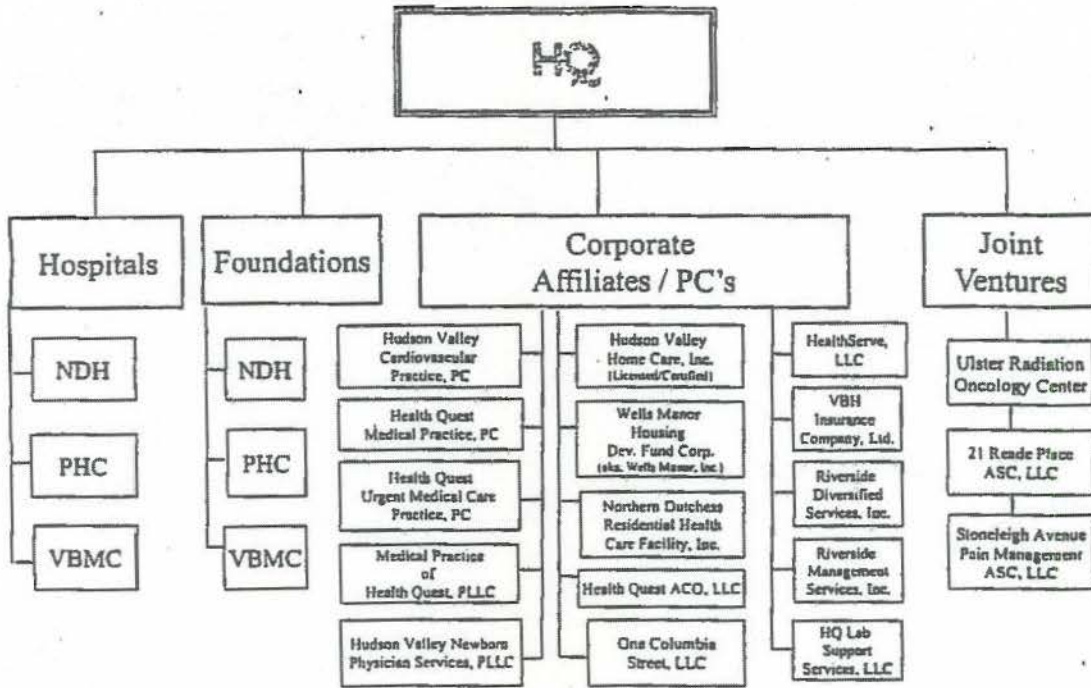 HQ
Hospitals
NDH
PHC
VBMC
Foundations
NDH
PHC
VBMC
Corporate
Affiliates / PC's
Hudson Valley
Cardiovascular
Practice, PC
Health Quest
Medical Practice, PC
Health Quest
Urgent Medical Care
Practice, PC
Medical Practice
of
Health Quest, PLLC
Hudson Valley Newborn
Physician Services, PLLC
Hudson Valley
Home Care, Inc.
(Licensed/Certified)
Wells Manor
Housing
Dev. Fund Corp.
(aka. Wells Manor, Inc.)
Northern Dutchess
Residential Health
Care Facility, Inc.
Health Quest ACO, LLC
One Columbia
Street, LLC
HealthServe,
LLC
VBH
Insurance
Company, Ltd.
Riverside
Diversified
Services, Inc.
Riverside
Management
Services, Inc.
HQ Lab
Support
Services, LLC
Joint
Ventures
Ulster Radiation
Oncology Center
21 Reade Place
ASC, LLC
Stoneleigh Avenue
Pain Management
ASC, LLC